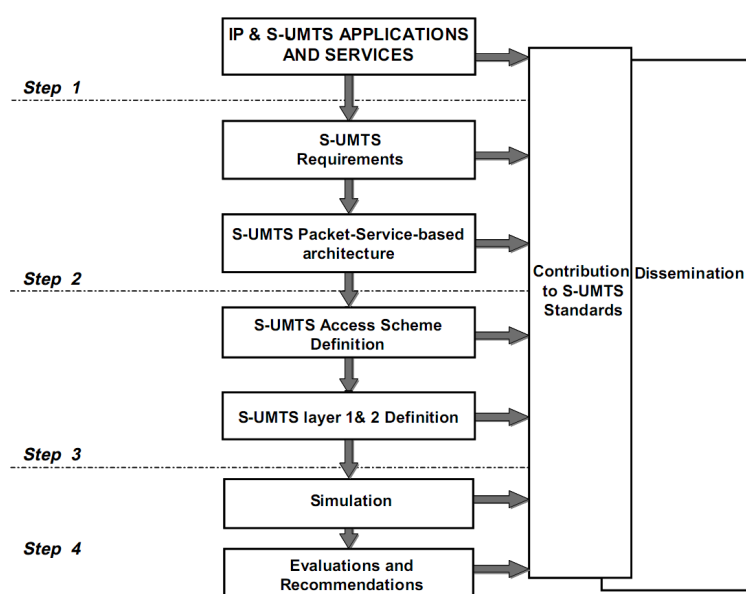 IP & S-UMTS APPLICATIONS
AND SERVICES
Step 1
S-UMTS
Requirements
S-UMTS Packet-Service-based
architecture
Step 2
Contribution
to S-UMTS
Standards
Dissemination
S-UMTS Access Scheme
Definition
S-UMTS layer 1& 2 Definition
Step 3
Simulation
Step 4
Evaluations and
Recommendations